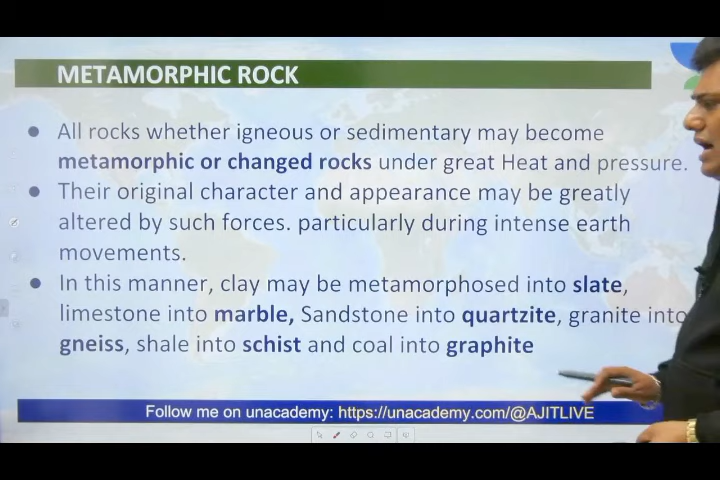 METAMORPHIC ROCK
● All rocks whether igneous or sedimentary may become
metamorphic or changed rocks under great Heat and pressure.
● Their original character and appearance may be greatly
altered by such forces. particularly during intense earth
movements.
● In this manner, clay may be metamorphosed into slate,
limestone into marble, Sandstone into quartzite, granite into
gneiss, shale into schist and coal into graphite
Follow me on unacademy: https://unacademy.com/@AJITLIVE